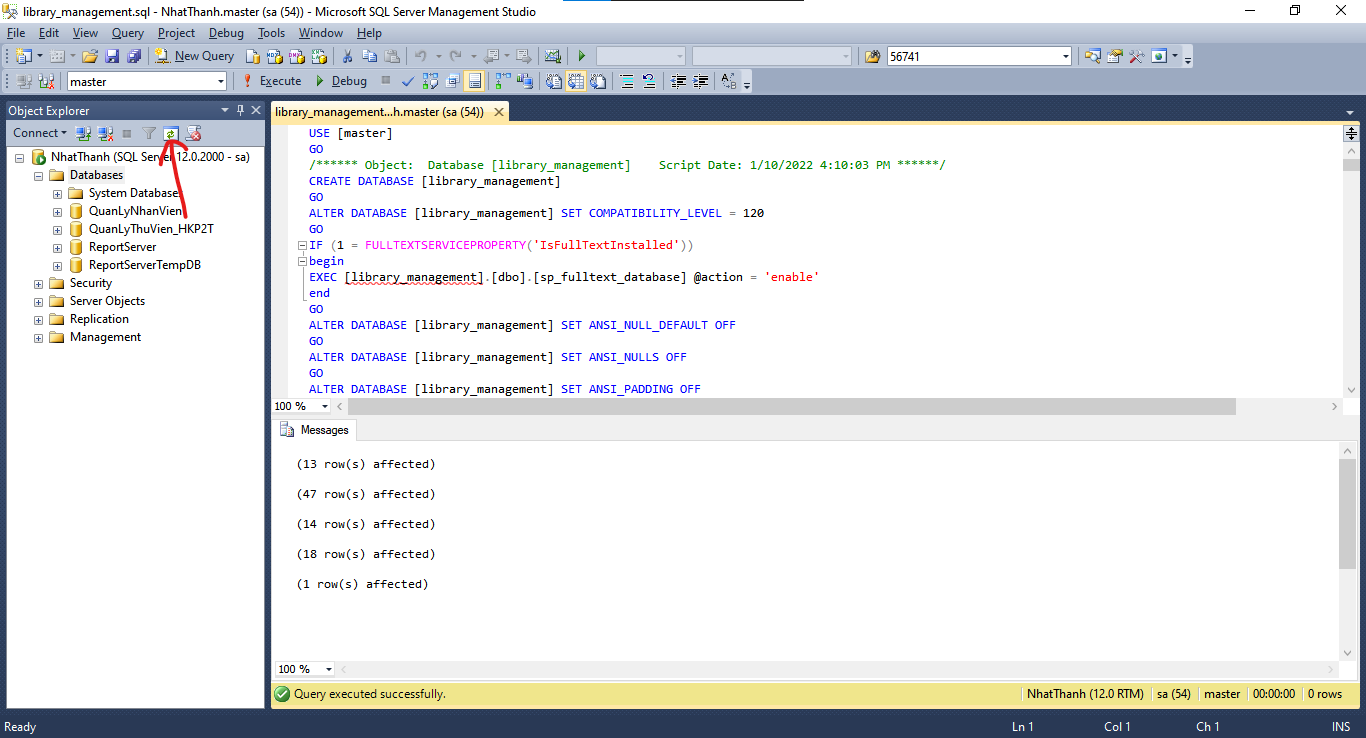 library_management.sql - NhatThanh.master (sa (54)) - Microsoft SQL Server Management Studio
File Edit View Query Project Debug Tools Window Help
New Query 56741
master Execute Debug
Object Explorer
Connect
NhatThanh (SQL Server 12.0.2000 - sa)
Databases
System Databases
QuanLyNhanVien
QuanLyThuVien_HKP2T
ReportServer
ReportServerTempDB
Security
Server Objects
Replication
Management
library_management...h.master (sa (54))
USE [master]
GO
/****** Object:  Database [library_management]    Script Date: 1/10/2022 4:10:03 PM ******/
CREATE DATABASE [library_management]
GO
ALTER DATABASE [library_management] SET COMPATIBILITY_LEVEL = 120
GO
IF (1 = FULLTEXTSERVICEPROPERTY('IsFullTextInstalled'))
begin
EXEC [library_management].[dbo].[sp_fulltext_database] @action = 'enable'
end
GO
ALTER DATABASE [library_management] SET ANSI_NULL_DEFAULT OFF
GO
ALTER DATABASE [library_management] SET ANSI_NULLS OFF
GO
ALTER DATABASE [library_management] SET ANSI_PADDING OFF
100 %
Messages
(13 row(s) affected)
(47 row(s) affected)
(14 row(s) affected)
(18 row(s) affected)
(1 row(s) affected)
100 %
Query executed successfully. NhatThanh (12.0 RTM) sa (54) master 00:00:00 0 rows
Ready Ln 1 Col 1 Ch 1 INS